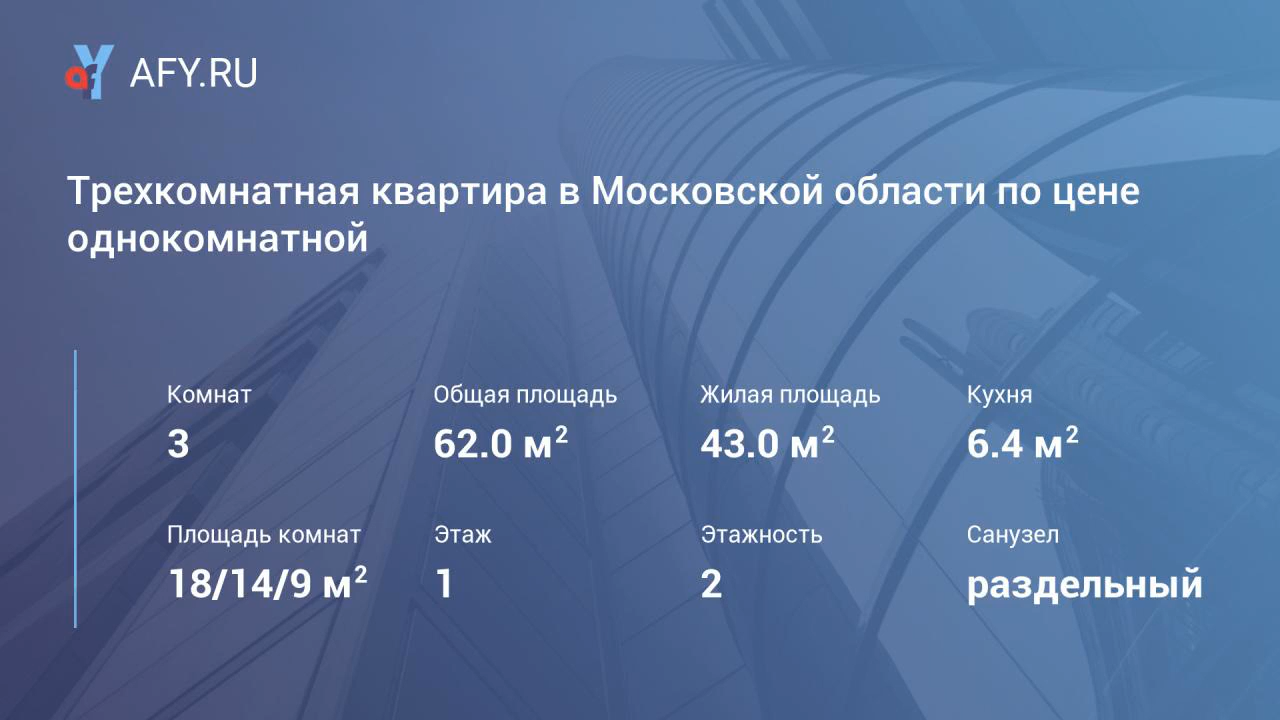 AFY.RU
Трехкомнатная квартира в Московской области по цене
однокомнатной
Комнат
3
Общая площадь
62.0 м²
Жилая площадь
43.0 м²
Кухня
6.4 м²
Площадь комнат
18/14/9 м²
Этаж
1
Этажность
2
Санузел
раздельный